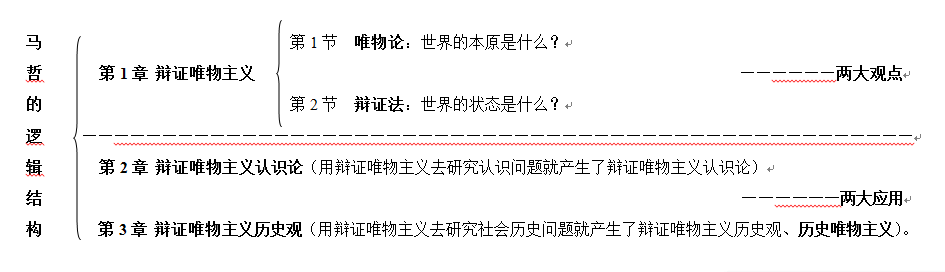 马哲的逻辑结构
第1章 辩证唯物主义
第1节 唯物论：世界的本原是什么？
第2节 辩证法：世界的状态是什么？
——————两大观点
第2章 辩证唯物主义认识论（用辩证唯物主义去研究认识问题就产生了辩证唯物主义认识论）
——————两大应用
第3章 辩证唯物主义历史观（用辩证唯物主义去研究社会历史问题就产生了辩证唯物主义历史观、历史唯物主义）。